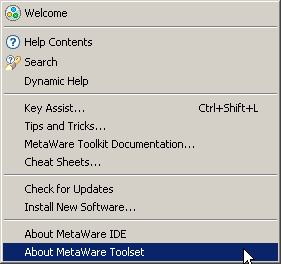 Welcome
Help Contents
Search
Dynamic Help
Key Assist... Ctrl+Shift+L
Tips and Tricks...
MetaWare Toolkit Documentation...
Cheat Sheets...
Check for Updates
Install New Software...
About MetaWare IDE
About MetaWare Toolset